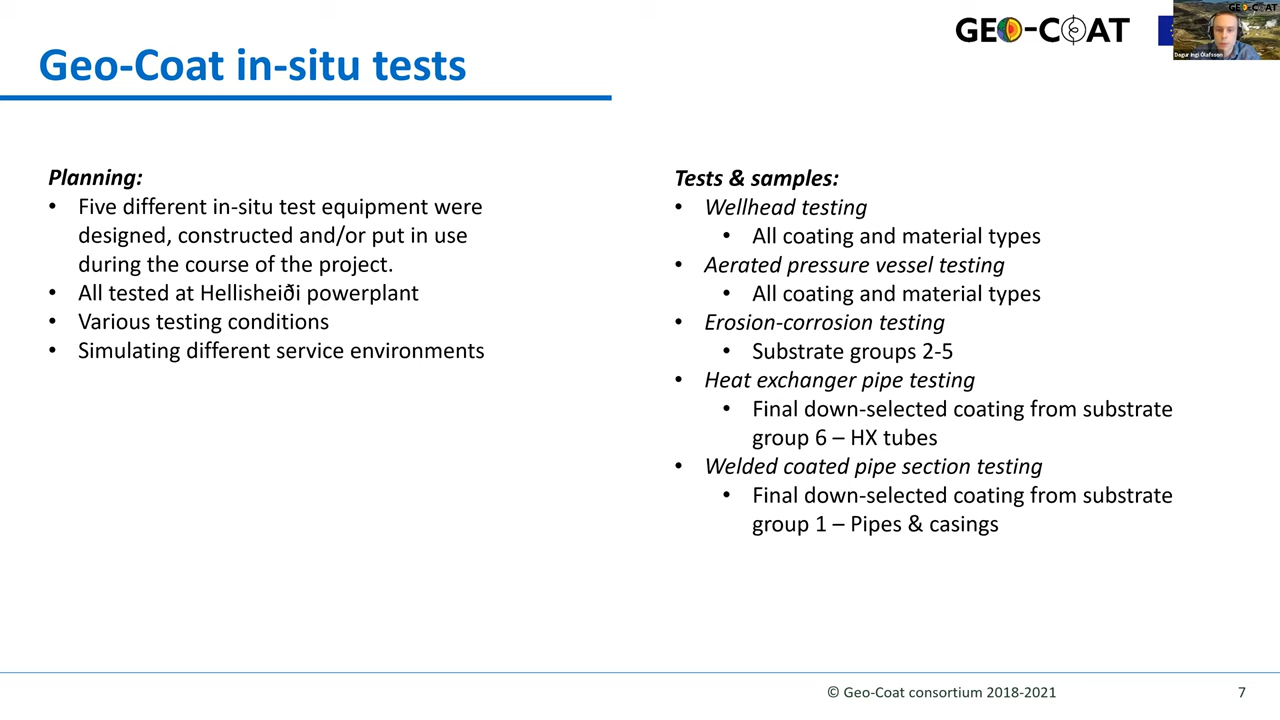 GEO-COAT
GEO-COAT
Dagur Ingi Ólafsson
Geo-Coat in-situ tests
Planning:
• Five different in-situ test equipment were
designed, constructed and/or put in use
during the course of the project.
• All tested at Hellisheiði powerplant
• Various testing conditions
• Simulating different service environments
Tests & samples:
• Wellhead testing
• All coating and material types
• Aerated pressure vessel testing
• All coating and material types
• Erosion-corrosion testing
• Substrate groups 2-5
• Heat exchanger pipe testing
• Final down-selected coating from substrate
group 6 – HX tubes
• Welded coated pipe section testing
• Final down-selected coating from substrate
group 1 – Pipes & casings
© Geo-Coat consortium 2018-2021
7